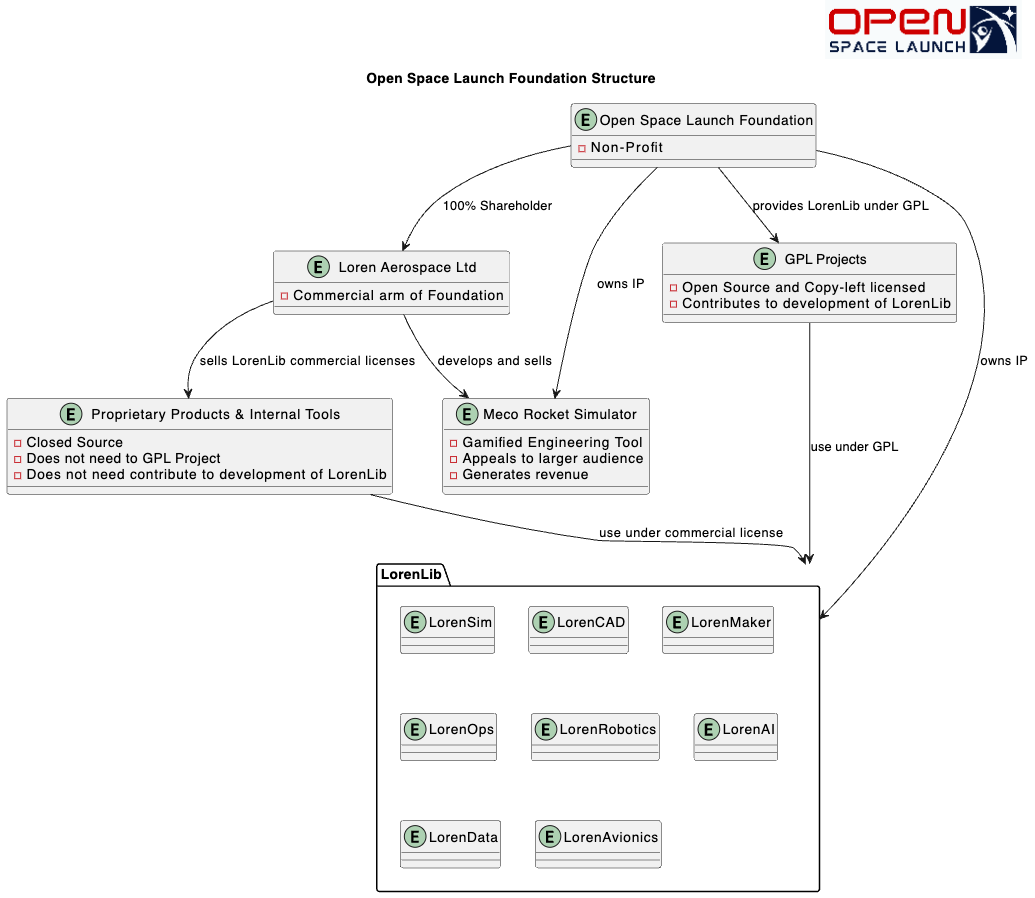 OPEN
SPACE LAUNCH
Open Space Launch Foundation Structure
E Open Space Launch Foundation
Non-Profit
100% Shareholder
provides LorenLib under GPL
E Loren Aerospace Ltd
Commercial arm of Foundation
owns IP
E GPL Projects
Open Source and Copy-left licensed
Contributes to development of LorenLib
sells LorenLib commercial licenses
develops and sells
owns IP
E Proprietary Products & Internal Tools
Closed Source
Does not need to GPL Project
Does not need contribute to development of LorenLib
E Meco Rocket Simulator
Gamified Engineering Tool
Appeals to larger audience
Generates revenue
use under GPL
use under commercial license
LorenLib
E LorenSim
E LorenCAD
E LorenMaker
E LorenOps
E LorenRobotics
E LorenAI
E LorenData
E LorenAvionics